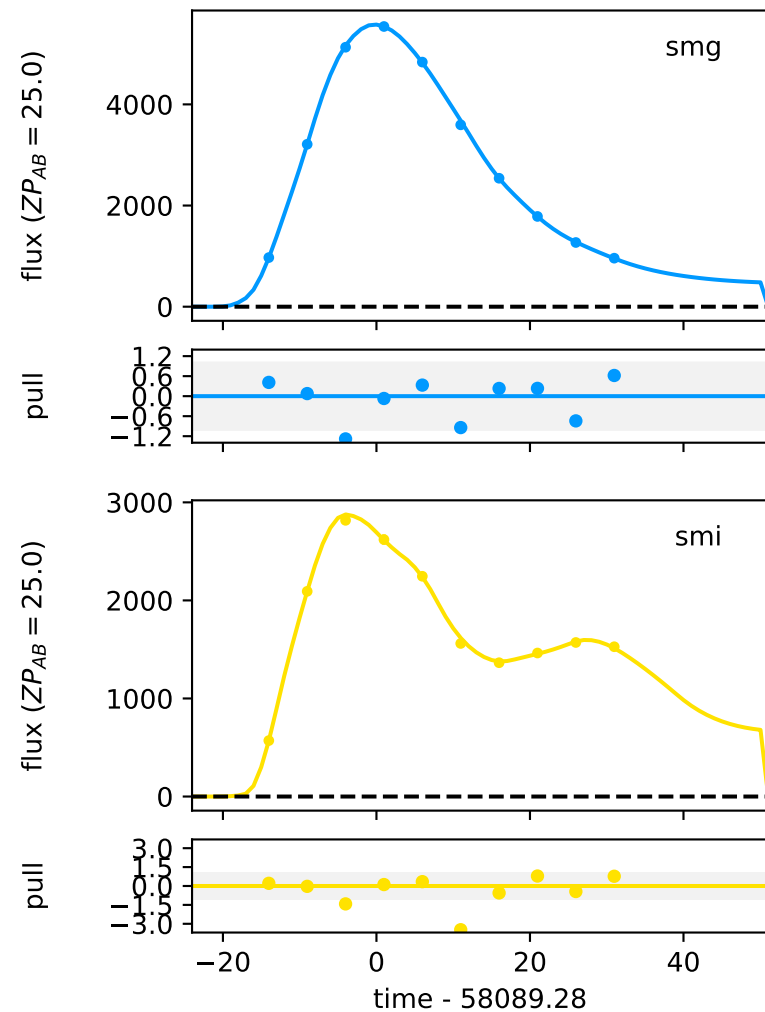 smg
flux (ZP_AB = 25.0)
4000
2000
0
pull
1.2
0.6
0.0
−0.6
−1.2
smi
flux (ZP_AB = 25.0)
3000
2000
1000
0
pull
3.0
1.5
0.0
−1.5
−3.0
−20 0 20 40
time - 58089.28